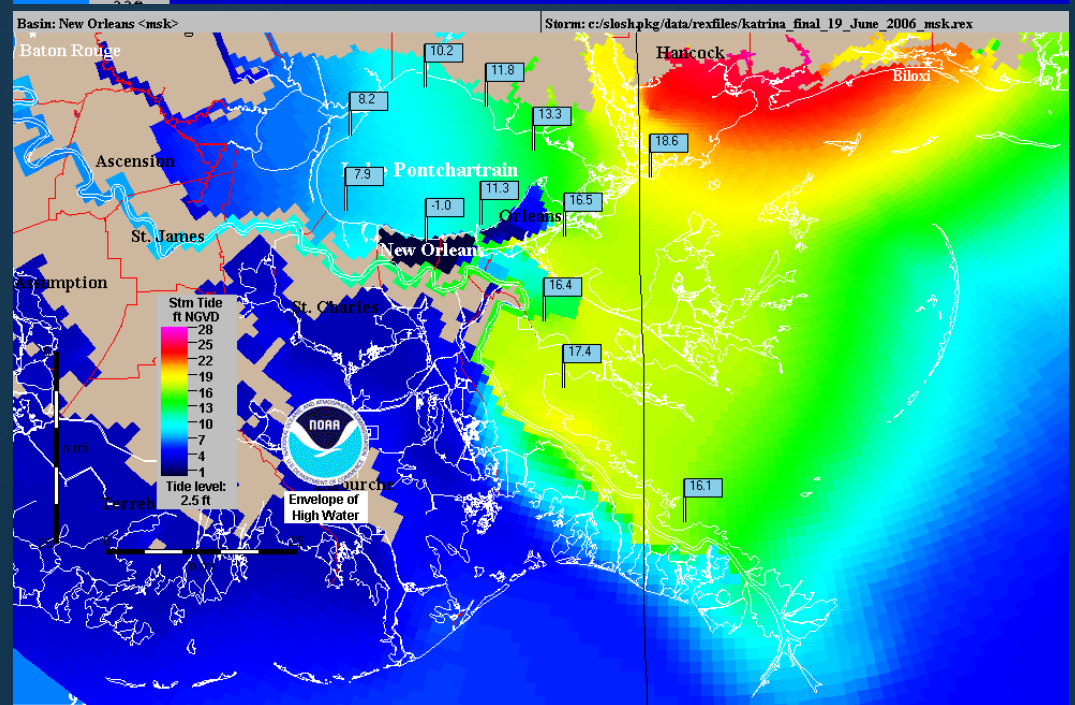 Basin: New Orleans <msk>
Storm: c:/slosh.pkg/data/rexfiles/katrina_final_19_June_2006_msk.rex
Baton Rouge
10.2
Hancock
Biloxi
11.8
8.2
13.3
18.6
Ascension
Pontchartrain
7.9
11.3
16.5
-1.0
Orleans
St. James
New Orleans
Assumption
16.4
Stm Tide
ft NGVD
28
25
22
19
16
13
10
7
4
1
Tide level:
2.5 ft
St. Charles
17.4
NOAA
Envelope of
High Water
16.1